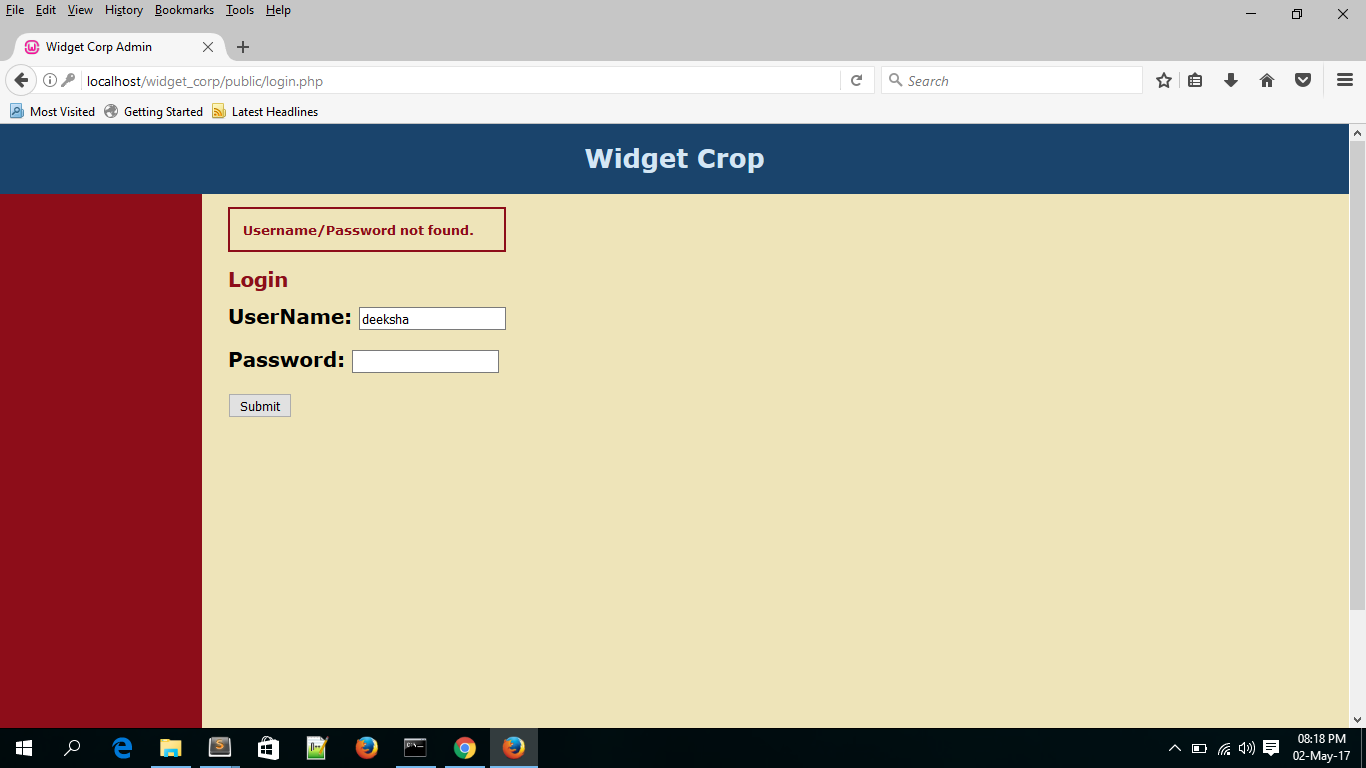 File Edit View History Bookmarks Tools Help
Widget Corp Admin
localhost/widget_corp/public/login.php
Search
Most Visited Getting Started Latest Headlines
Widget Crop
Username/Password not found.
Login
UserName: deeksha
Password:
Submit
08:18 PM
02-May-17